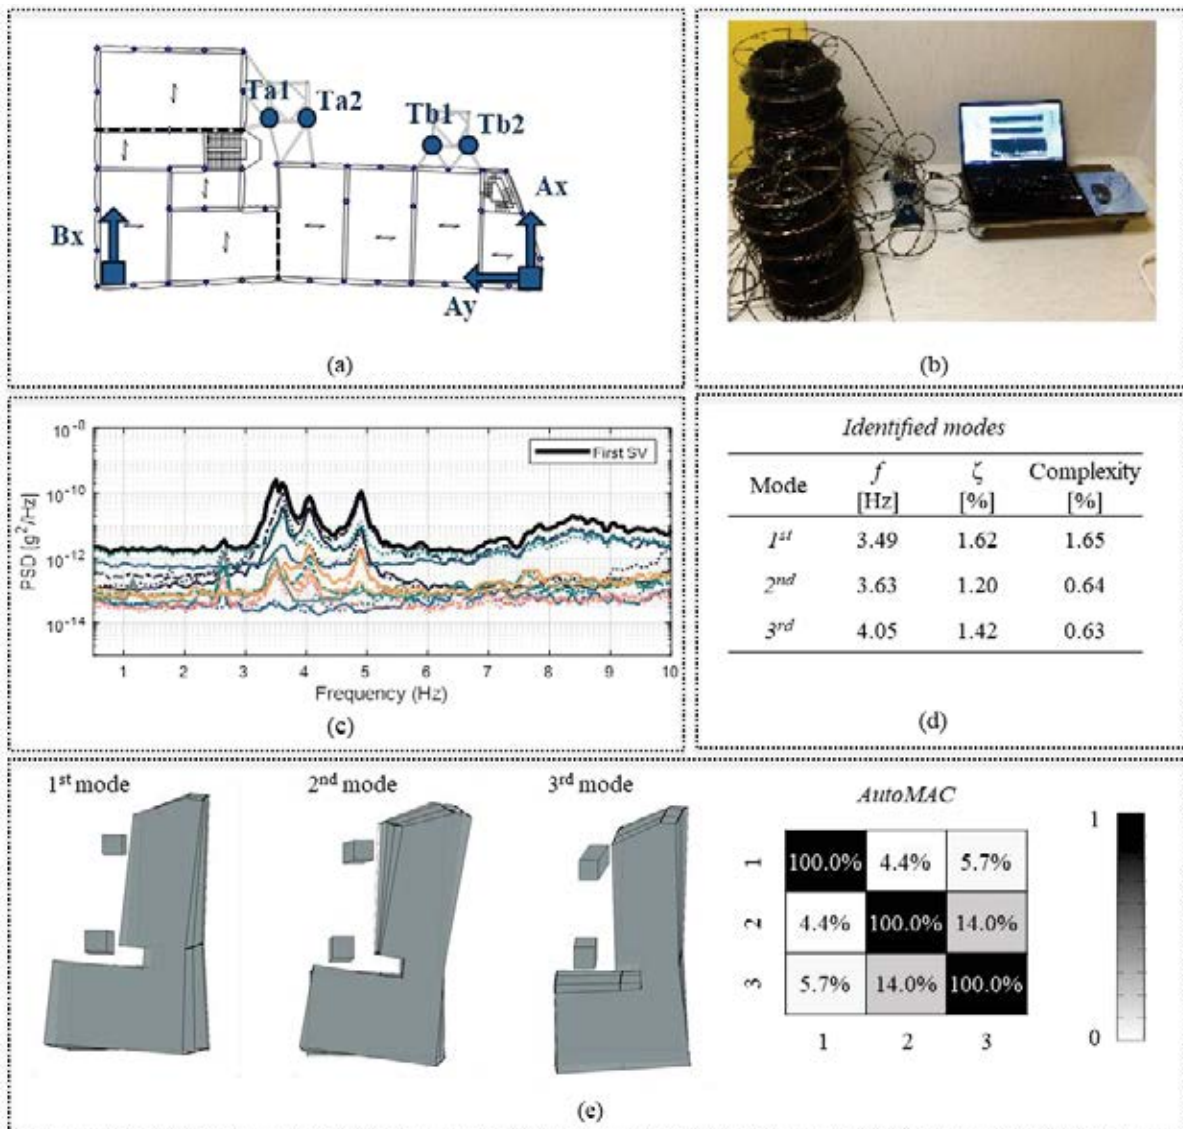 Ta1
Ta2
Tb1
Tb2
Ax
Bx
Ay
(a)
(b)
10⁻⁸
10⁻¹⁰
10⁻¹²
10⁻¹⁴
PSD [g²/Hz]
First SV
1 2 3 4 5 6 7 8 9 10
Frequency (Hz)
(c)
Identified modes
Mode f [Hz] ζ [%] Complexity [%]
1st 3.49 1.62 1.65
2nd 3.63 1.20 0.64
3rd 4.05 1.42 0.63
(d)
1st mode
2nd mode
3rd mode
AutoMAC
1 100.0% 4.4% 5.7%
2 4.4% 100.0% 14.0%
3 5.7% 14.0% 100.0%
1 2 3
1
0
(e)